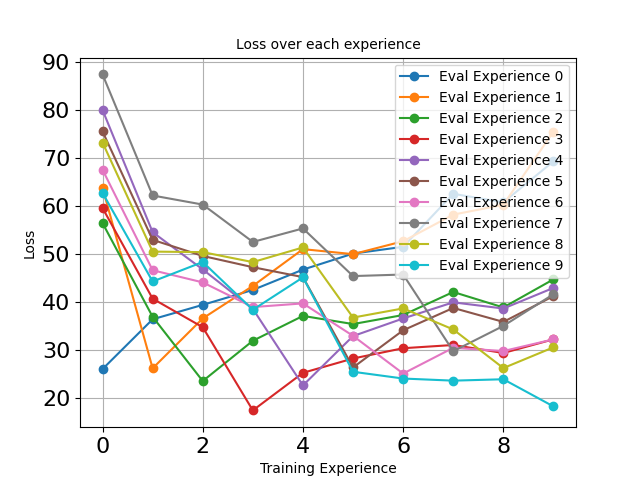 Loss over each experience
90
80
70
60
50
40
30
20
Loss
0 2 4 6 8
Training Experience
Eval Experience 0
Eval Experience 1
Eval Experience 2
Eval Experience 3
Eval Experience 4
Eval Experience 5
Eval Experience 6
Eval Experience 7
Eval Experience 8
Eval Experience 9